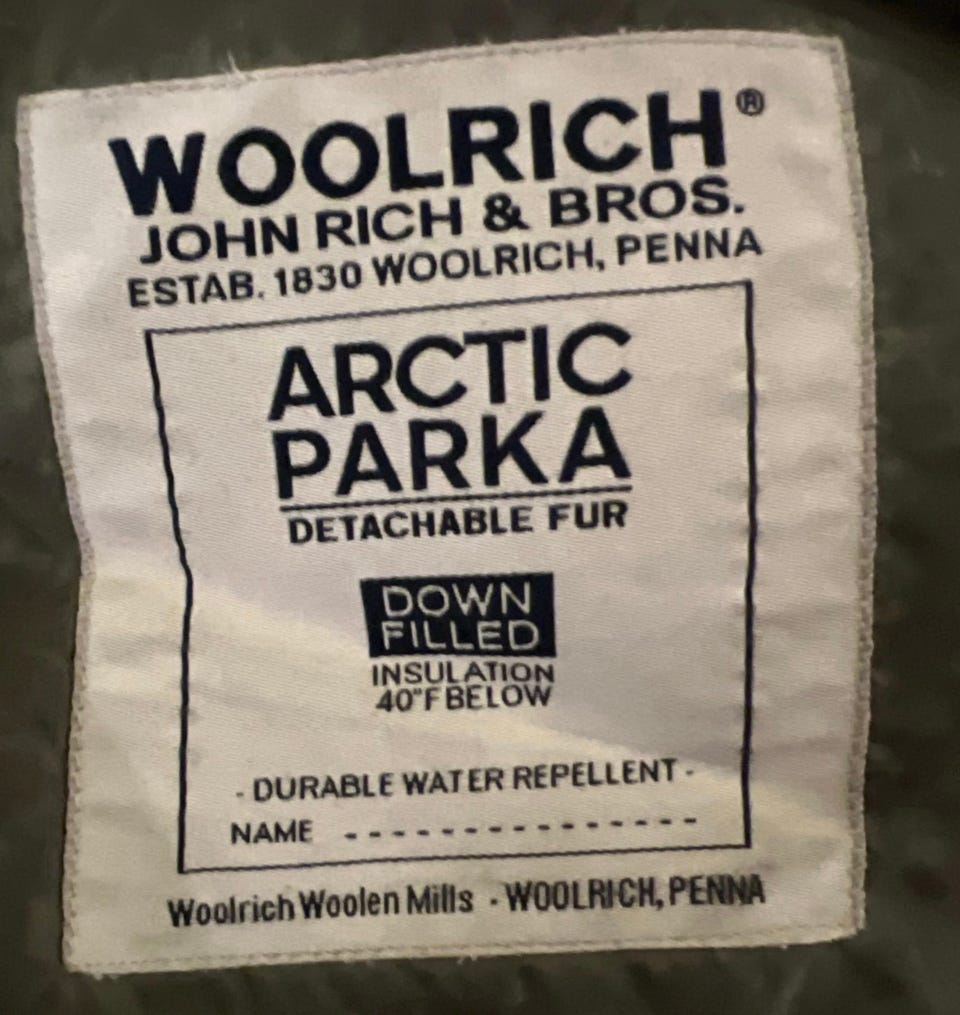 WOOLRICH®
JOHN RICH & BROS.
ESTAB. 1830 WOOLRICH, PENNA
ARCTIC
PARKA
DETACHABLE FUR
DOWN
FILLED
INSULATION
40"F BELOW
- DURABLE WATER REPELLENT -
NAME - - - - - - - - - - - - - - -
Woolrich Woolen Mills - WOOLRICH, PENNA